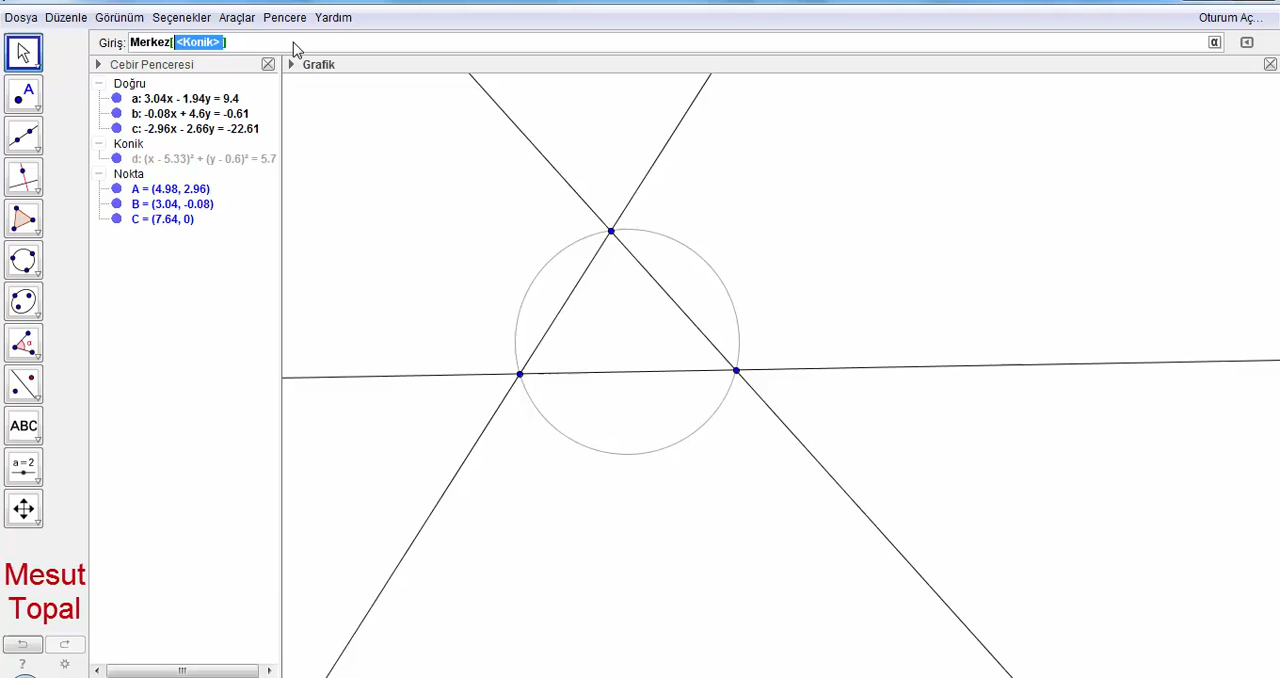 Dosya Düzenle Görünüm Seçenekler Araçlar Pencere Yardım Oturum Aç...
Giriş: Merkez[ <Konik> ] α
Cebir Penceresi
Grafik
Doğru
a: 3.04x - 1.94y = 9.4
b: -0.08x + 4.6y = -0.61
c: -2.96x - 2.66y = -22.61
Konik
d: (x - 5.33)² + (y - 0.6)² = 5.7
Nokta
A = (4.98, 2.96)
B = (3.04, -0.08)
C = (7.64, 0)
A
α
ABC
a=2
Mesut
Topal
?